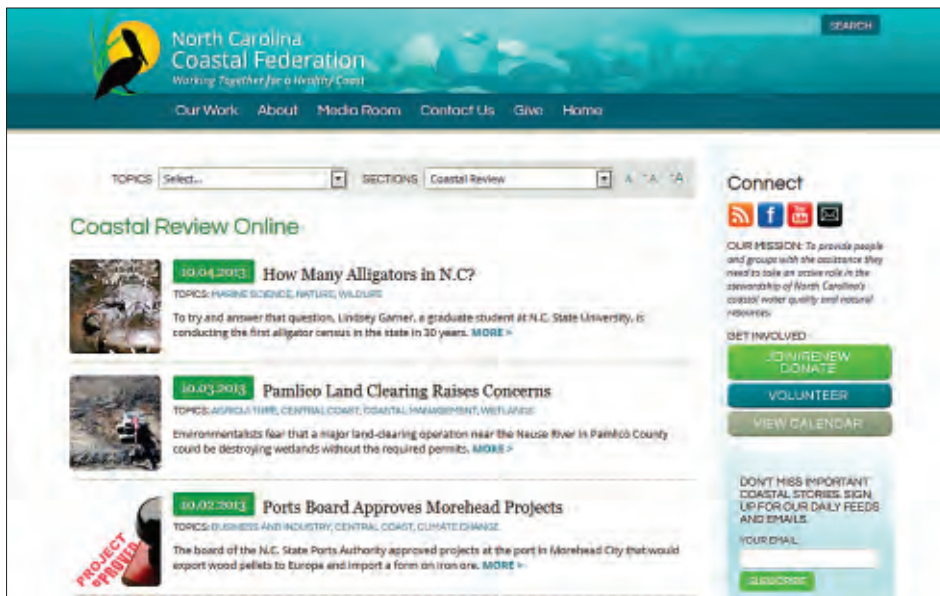 SEARCH
North Carolina
Coastal Federation
Working Together for a Healthy Coast
Our Work About Media Room Contact Us Give Home
TOPICS Select... SECTIONS Coastal Review A -A +A
Coastal Review Online
10.04.2013 How Many Alligators in N.C?
TOPICS: MARINE SCIENCE, NATURE, WILDLIFE
To try and answer that question, Lindsey Garner, a graduate student at N.C. State University, is
conducting the first alligator census in the state in 30 years. MORE >
10.03.2013 Pamlico Land Clearing Raises Concerns
TOPICS: AGRICULTURE, CENTRAL COAST, COASTAL MANAGEMENT, WETLANDS
Environmentalists fear that a major land-clearing operation near the Neuse River in Pamlico County
could be destroying wetlands without the required permits. MORE >
PROJECT
APPROVED
10.02.2013 Ports Board Approves Morehead Projects
TOPICS: BUSINESS AND INDUSTRY, CENTRAL COAST, CLIMATE CHANGE
The board of the N.C. State Ports Authority approved projects at the port in Morehead City that would
export wood pellets to Europe and import a form on iron ore. MORE >
Connect
You
Tube
OUR MISSION: To provide people
and groups with the assistance they
need to take an active role in the
stewardship of North Carolina's
coastal water quality and natural
resources.
GET INVOLVED
JOIN/RENEW
DONATE
VOLUNTEER
VIEW CALENDAR
DON'T MISS IMPORTANT
COASTAL STORIES. SIGN
UP FOR OUR DAILY FEEDS
AND EMAILS.
YOUR EMAIL:
SUBSCRIBE